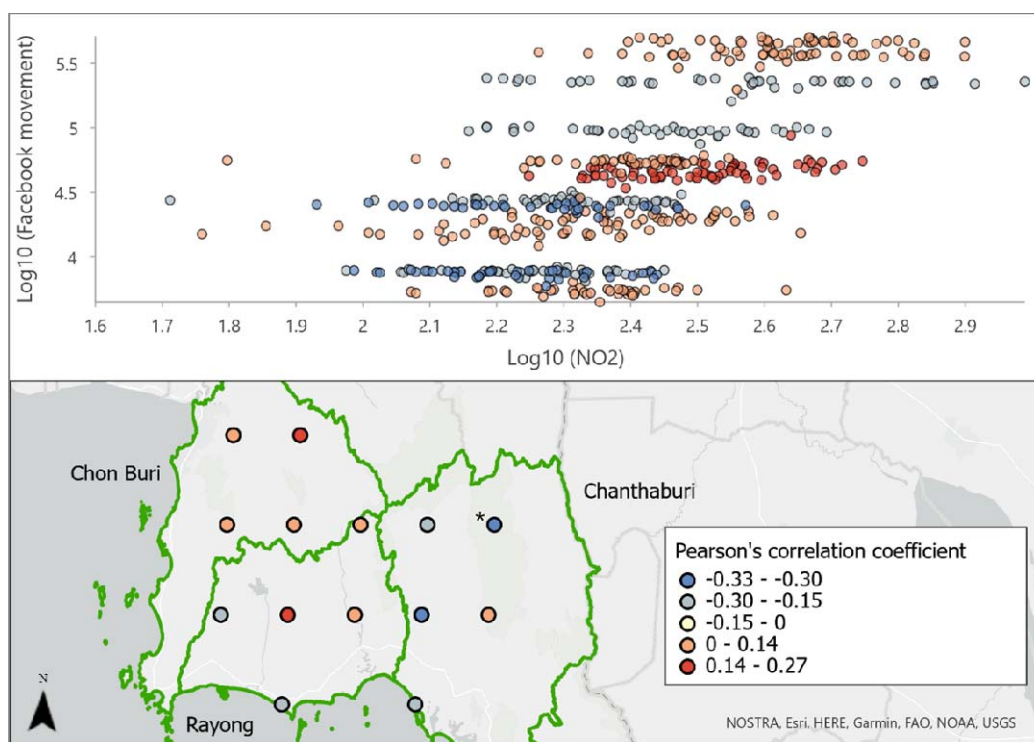 Log10 (Facebook movement)
5.5
5
4.5
4
1.6 1.7 1.8 1.9 2 2.1 2.2 2.3 2.4 2.5 2.6 2.7 2.8 2.9
Log10 (NO2)
Chon Buri
Chanthaburi
*
Pearson's correlation coefficient
-0.33 - -0.30
-0.30 - -0.15
-0.15 - 0
0 - 0.14
0.14 - 0.27
N
Rayong
NOSTRA, Esri, HERE, Garmin, FAO, NOAA, USGS